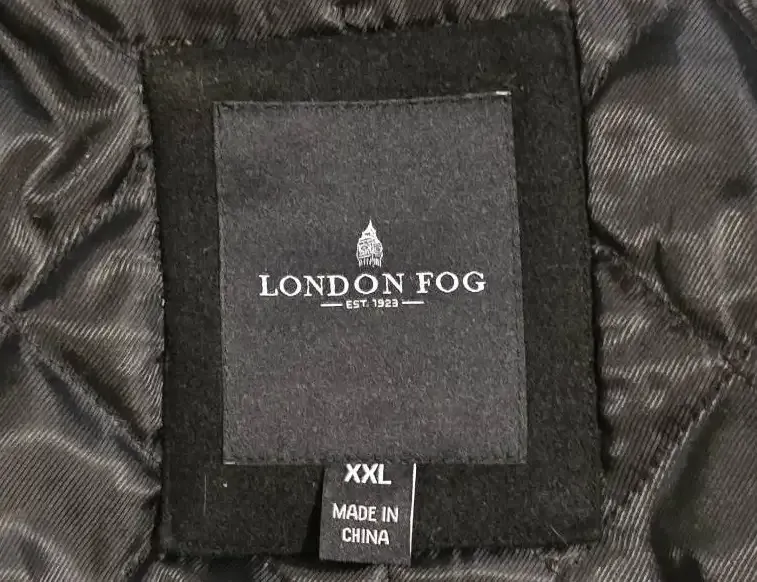 LONDON FOG
EST. 1923
XXL
MADE IN
CHINA